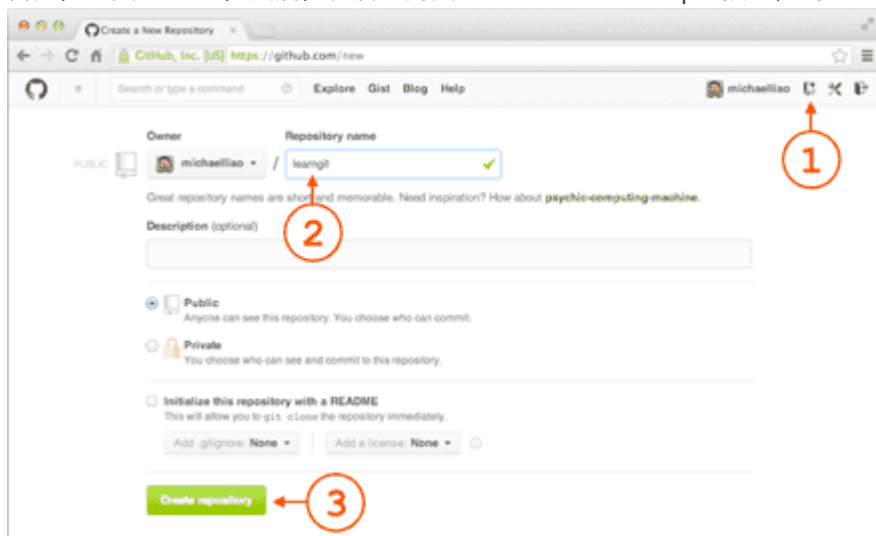 Create a New Repository
GitHub, Inc. [US] https://github.com/new
Search or type a command
Explore Gist Blog Help
michaelliao
1
Owner
Repository name
PUBLIC
michaelliao
/
learngit
Great repository names are short and memorable. Need inspiration? How about psychic-computing-machine.
2
Description (optional)
Public
Anyone can see this repository. You choose who can commit.
Private
You choose who can see and commit to this repository.
Initialize this repository with a README
This will allow you to git clone the repository immediately.
Add .gitignore: None
Add a license: None
Create repository
3